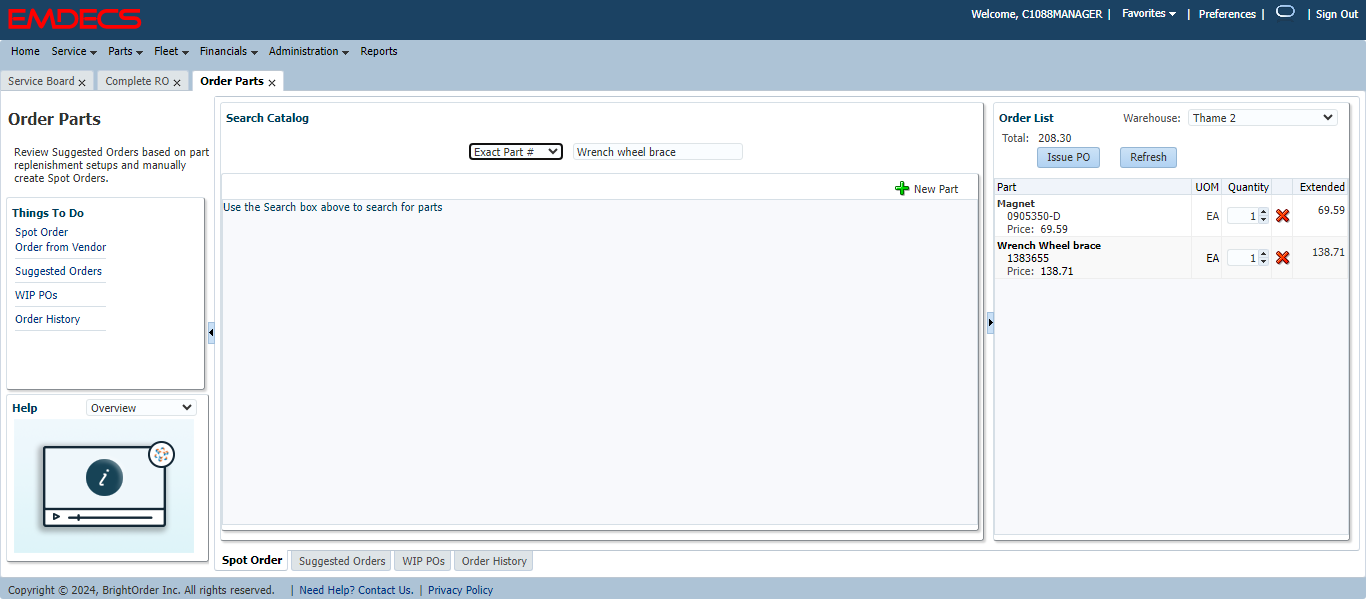 EMDECS
Welcome, C1088MANAGER | Favorites | Preferences | | Sign Out
Home Service Parts Fleet Financials Administration Reports
Service Board x Complete RO x Order Parts x
Order Parts
Review Suggested Orders based on part
replenishment setups and manually
create Spot Orders.
Things To Do
Spot Order
Order from Vendor
Suggested Orders
WIP POs
Order History
Help Overview
i
Search Catalog
Exact Part # Wrench wheel brace
New Part
Use the Search box above to search for parts
Order List Warehouse: Thame 2
Total: 208.30
Issue PO Refresh
Part UOM Quantity Extended
Magnet
0905350-D EA 1 69.59
Price: 69.59
Wrench Wheel brace
1383655 EA 1 138.71
Price: 138.71
Spot Order Suggested Orders WIP POs Order History
Copyright © 2024, BrightOrder Inc. All rights reserved. | Need Help? Contact Us. | Privacy Policy